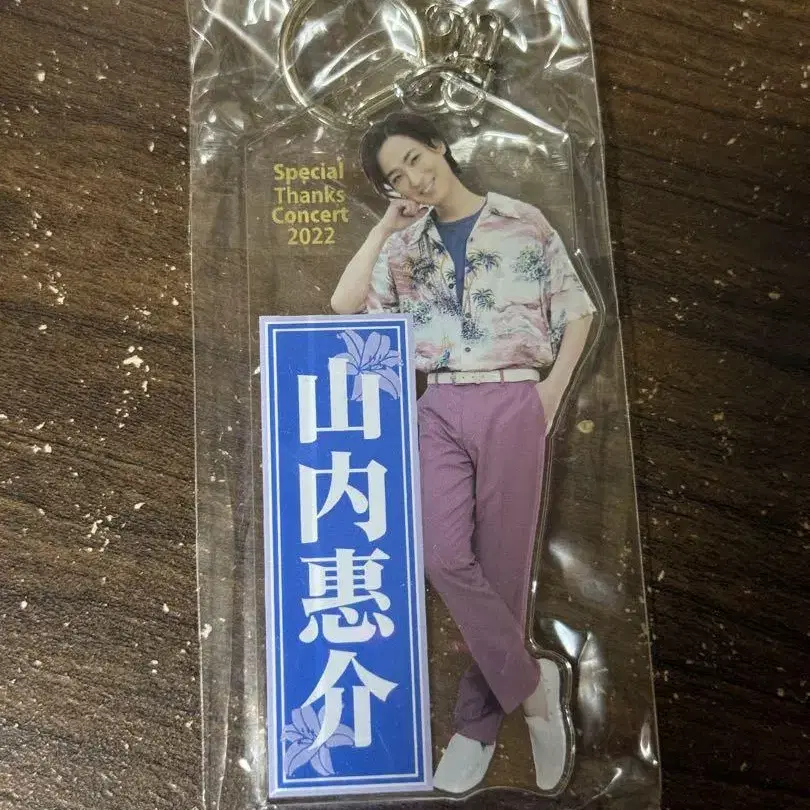 Special
Thanks
Concert
2022
山内惠介